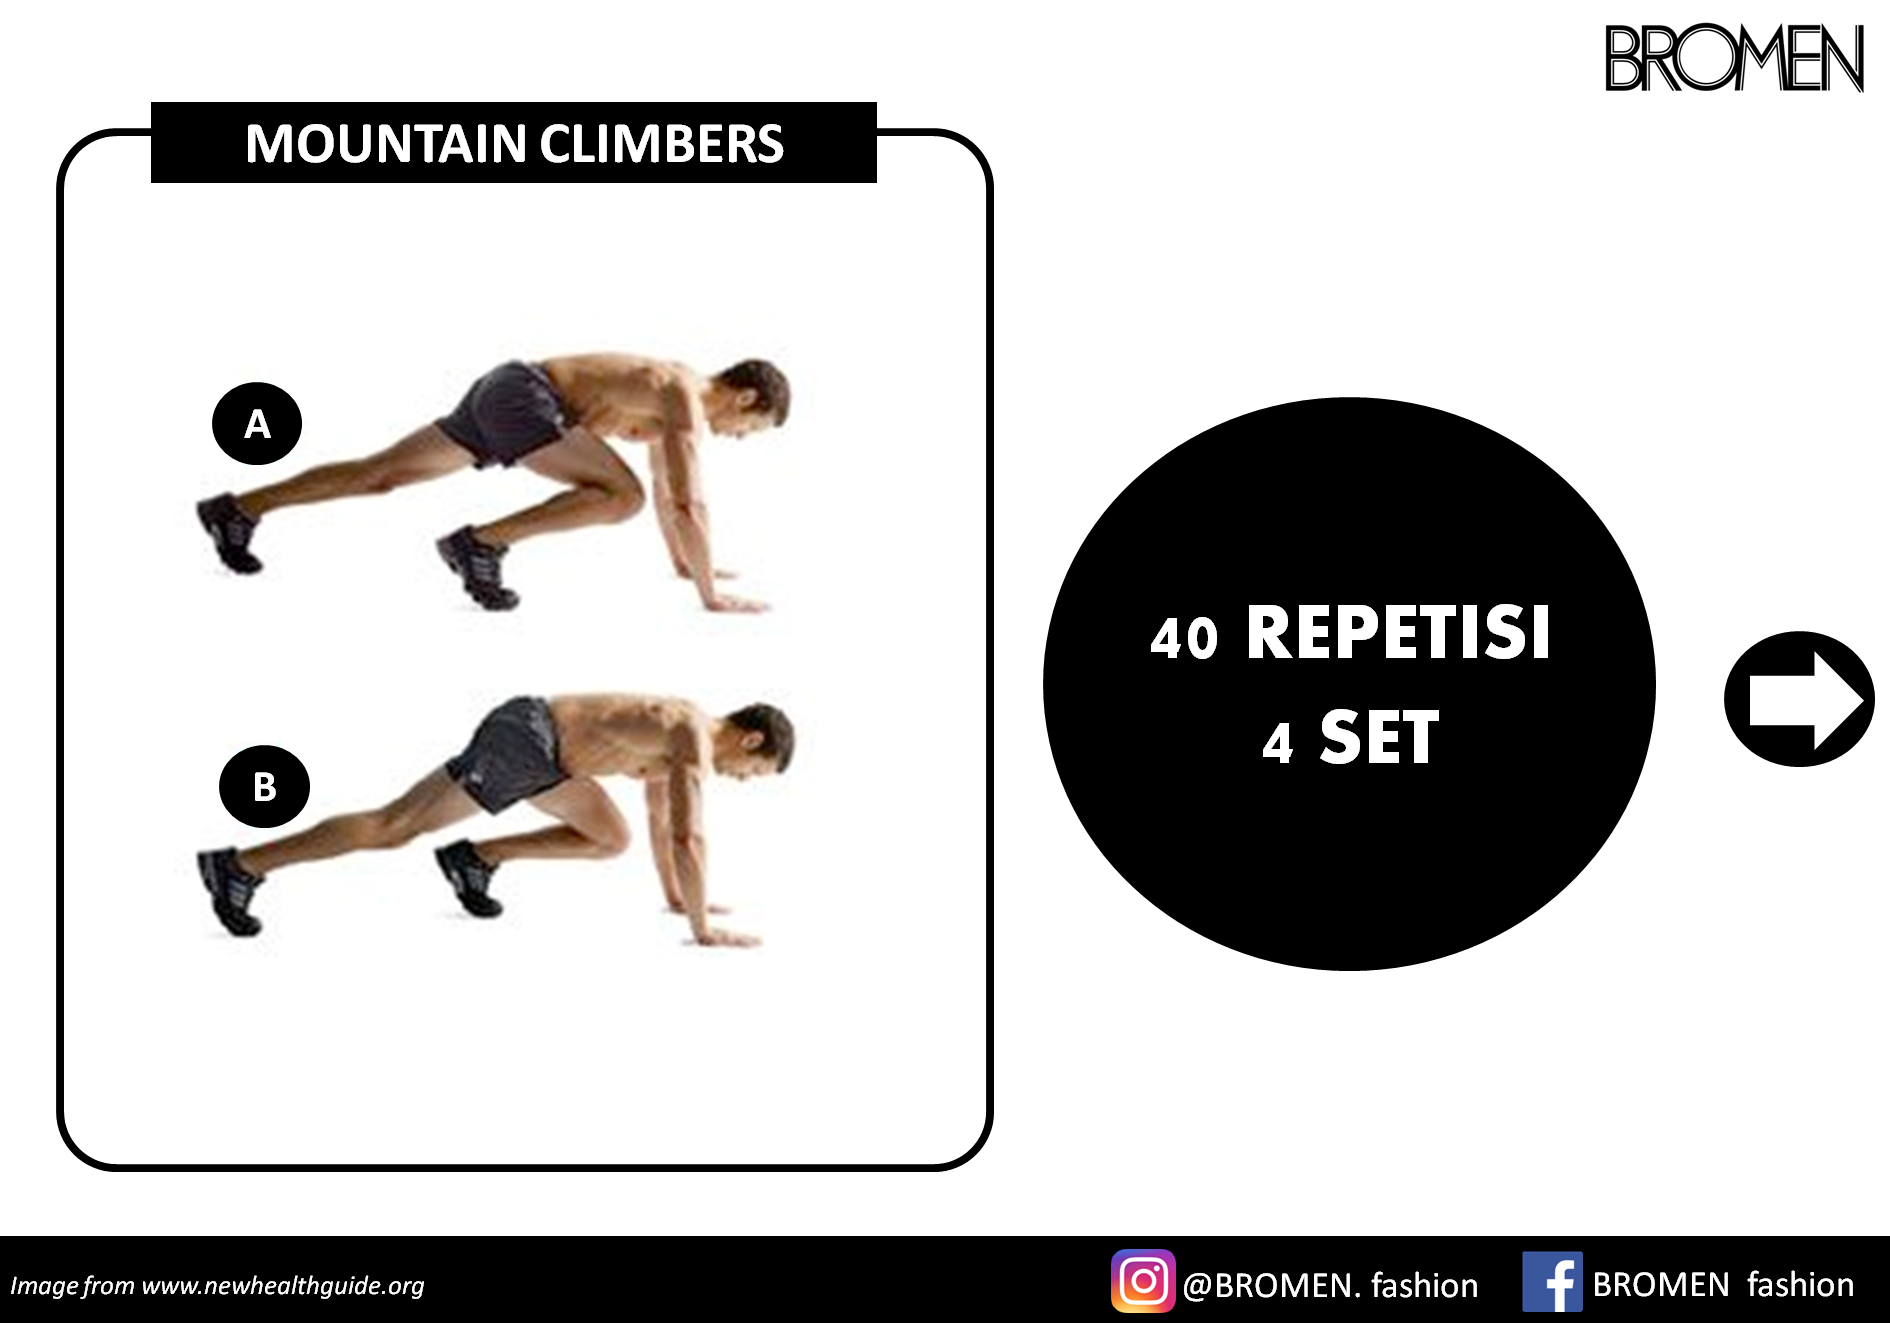 BROMEN
MOUNTAIN CLIMBERS
A
B
40 REPETISI
4 SET
Image from www.newhealthguide.org
@BROMEN. fashion
BROMEN fashion